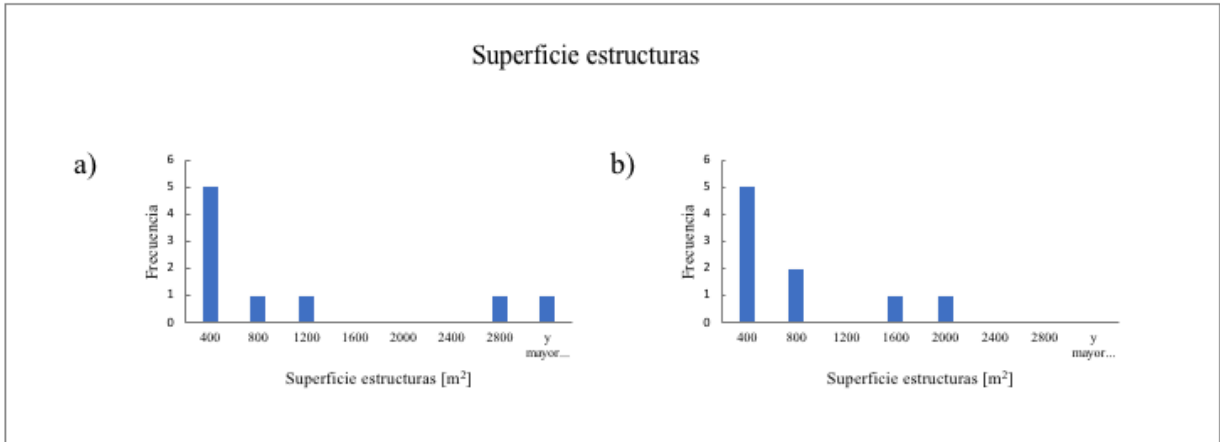 Superficie estructuras
a)
6
5
4
3
2
1
0
Frecuencia
400 800 1200 1600 2000 2400 2800 y mayor...
Superficie estructuras [m²]
b)
6
5
4
3
2
1
0
Frecuencia
400 800 1200 1600 2000 2400 2800 y mayor...
Superficie estructuras [m²]